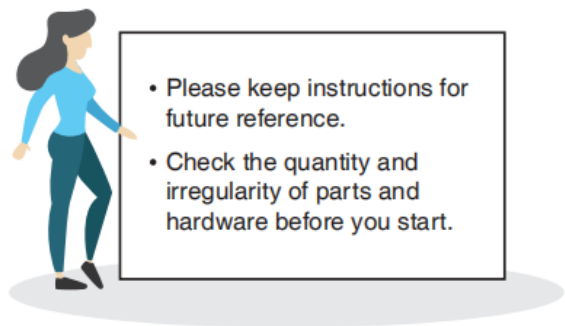 • Please keep instructions for
future reference.
• Check the quantity and
irregularity of parts and
hardware before you start.